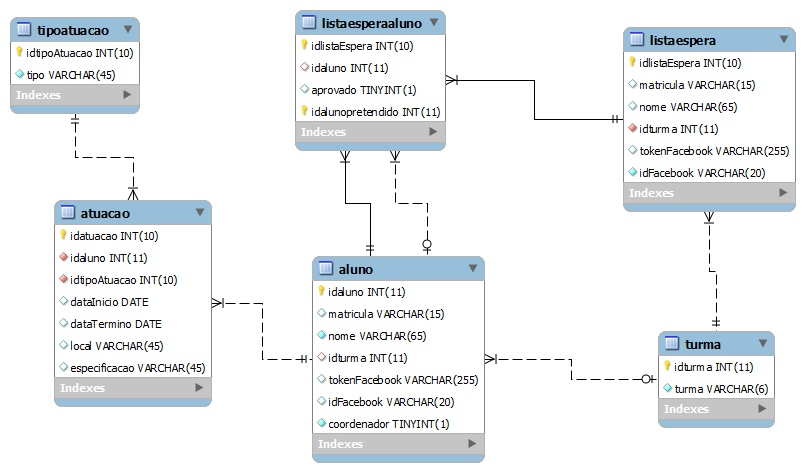 tipoatuacao
idtipoAtuacao INT(10)
tipo VARCHAR(45)
Indexes
listaesperaaluno
idlistaEspera INT(10)
idaluno INT(11)
aprovado TINYINT(1)
idalunopretendido INT(11)
Indexes
listaespera
idlistaEspera INT(10)
matricula VARCHAR(15)
nome VARCHAR(65)
idturma INT(11)
tokenFacebook VARCHAR(255)
idFacebook VARCHAR(20)
Indexes
atuacao
idatuacao INT(10)
idaluno INT(11)
idtipoAtuacao INT(10)
dataInicio DATE
dataTermino DATE
local VARCHAR(45)
especificacao VARCHAR(45)
Indexes
aluno
idaluno INT(11)
matricula VARCHAR(15)
nome VARCHAR(65)
idturma INT(11)
tokenFacebook VARCHAR(255)
idFacebook VARCHAR(20)
coordenador TINYINT(1)
Indexes
turma
idturma INT(11)
turma VARCHAR(6)
Indexes